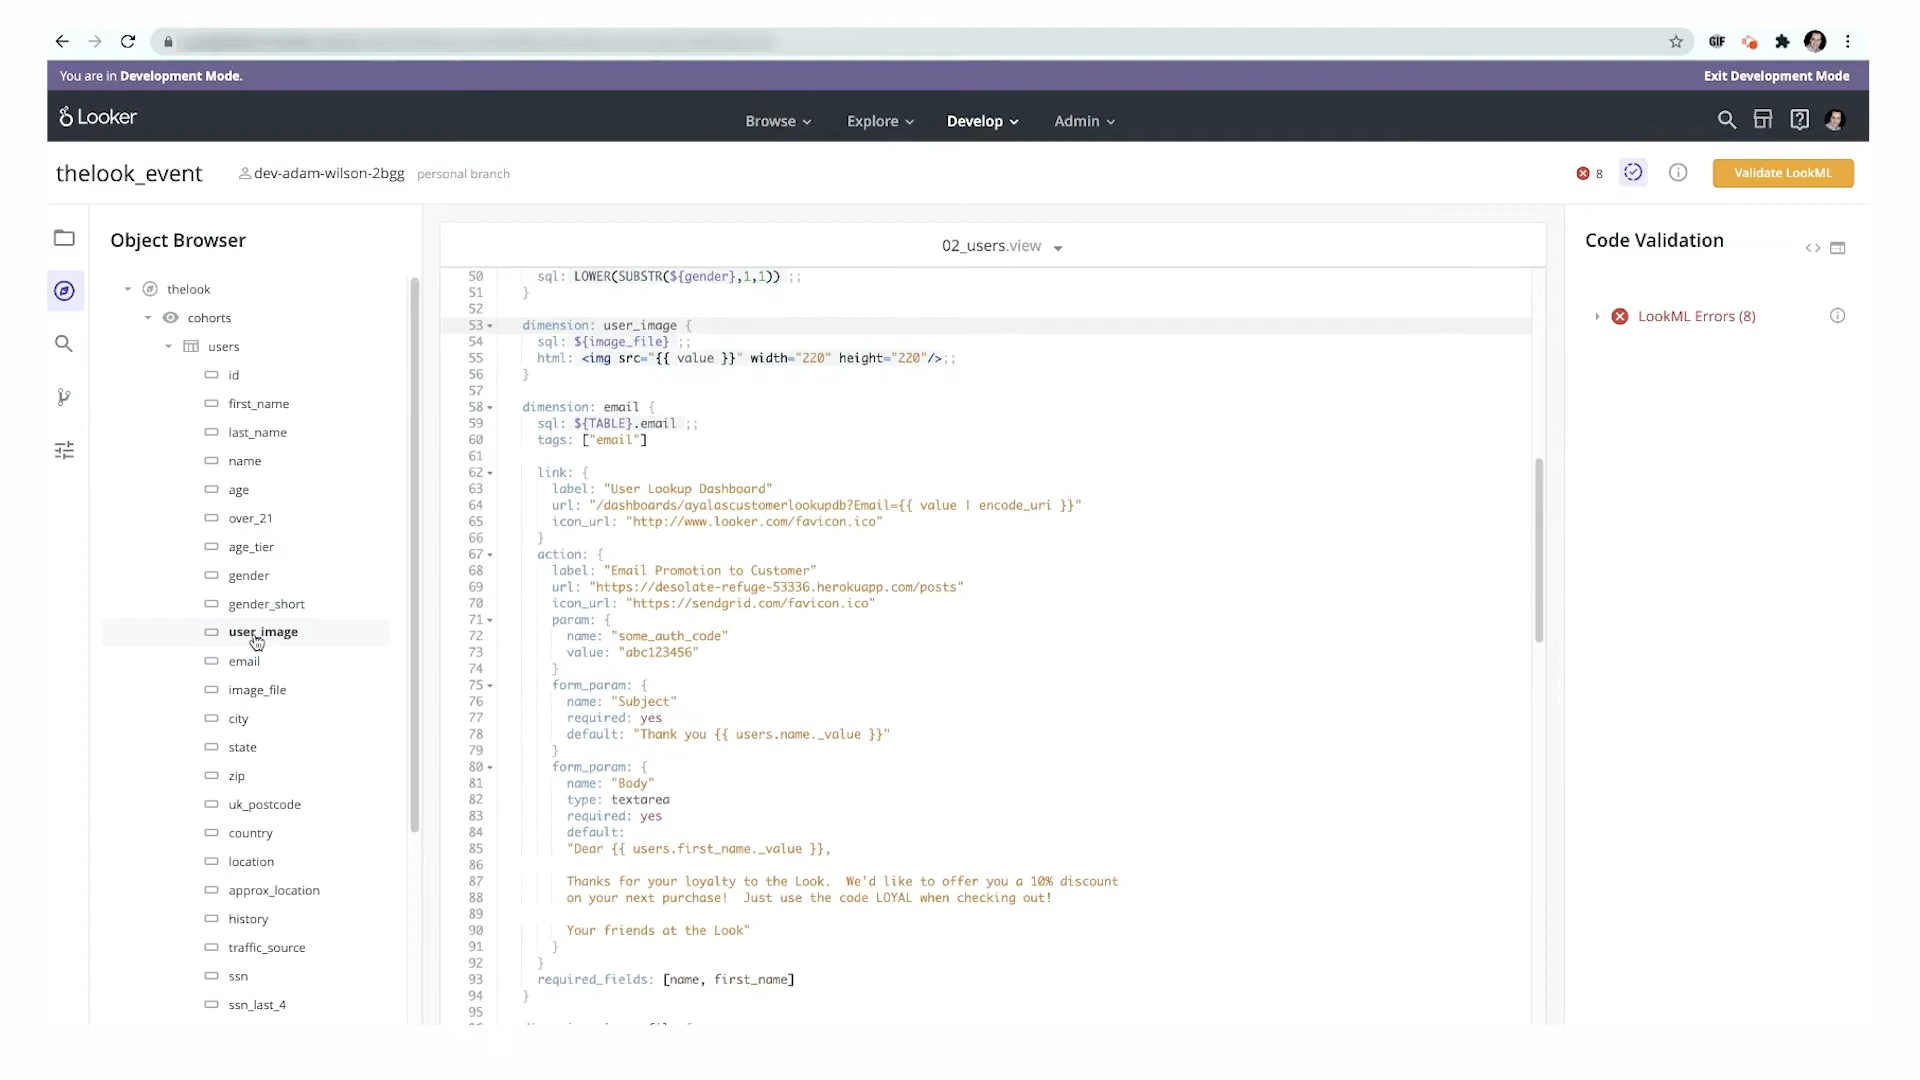 GIF
You are in Development Mode.
Exit Development Mode
Looker
Browse
Explore
Develop
Admin
thelook_event
dev-adam-wilson-2bgg personal branch
8
Validate LookML
Object Browser
thelook
cohorts
users
id
first_name
last_name
name
age
over_21
age_tier
gender
gender_short
user_image
email
image_file
city
state
zip
uk_postcode
country
location
approx_location
history
traffic_source
ssn
ssn_last_4
02_users.view
50 sql: LOWER(SUBSTR(${gender},1,1)) ;;
51 }
52
53 dimension: user_image {
54 sql: ${image_file} ;;
55 html: <img src="{{ value }}" width="220" height="220"/>;;
56 }
57
58 dimension: email {
59 sql: ${TABLE}.email ;;
60 tags: ["email"]
61
62 link: {
63 label: "User Lookup Dashboard"
64 url: "/dashboards/ayalascustomerlookupdb?Email={{ value | encode_uri }}"
65 icon_url: "http://www.looker.com/favicon.ico"
66 }
67 action: {
68 label: "Email Promotion to Customer"
69 url: "https://desolate-refuge-53336.herokuapp.com/posts"
70 icon_url: "https://sendgrid.com/favicon.ico"
71 param: {
72 name: "some_auth_code"
73 value: "abc123456"
74 }
75 form_param: {
76 name: "Subject"
77 required: yes
78 default: "Thank you {{ users.name._value }}"
79 }
80 form_param: {
81 name: "Body"
82 type: textarea
83 required: yes
84 default:
85 "Dear {{ users.first_name._value }},
86
87 Thanks for your loyalty to the Look.  We'd like to offer you a 10% discount
88 on your next purchase!  Just use the code LOYAL when checking out!
89
90 Your friends at the Look"
91 }
92 }
93 required_fields: [name, first_name]
94 }
95
Code Validation
LookML Errors (8)